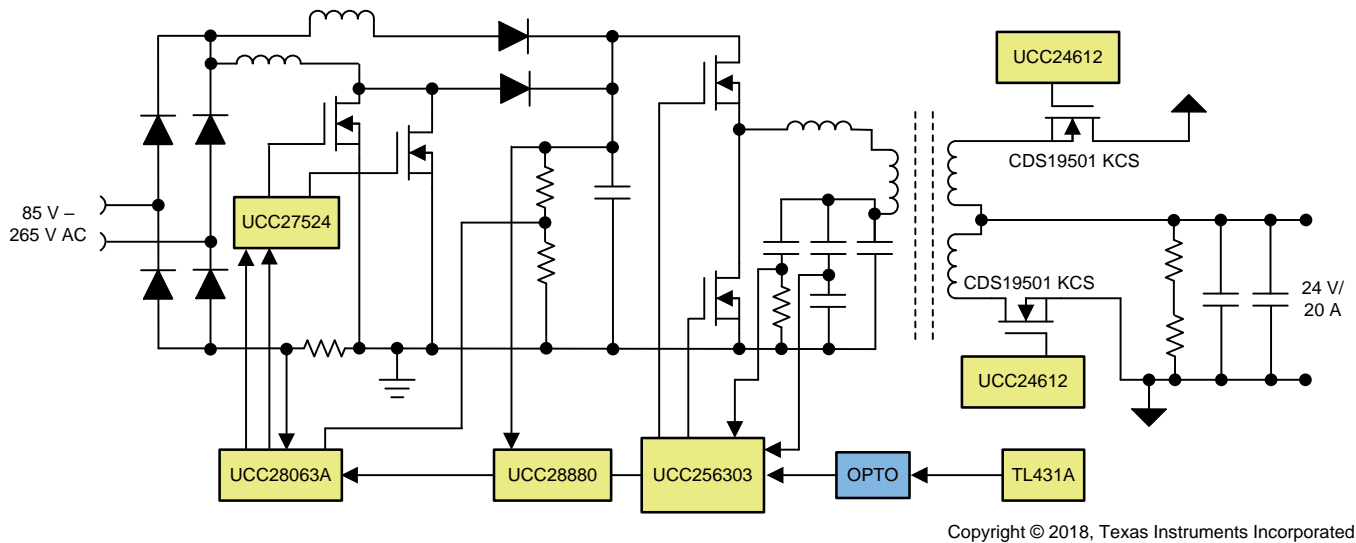 UCC24612
CDS19501 KCS
UCC27524
85 V –
265 V AC
CDS19501 KCS
24 V/
20 A
UCC24612
UCC28063A
UCC28880
UCC256303
OPTO
TL431A
Copyright © 2018, Texas Instruments Incorporated